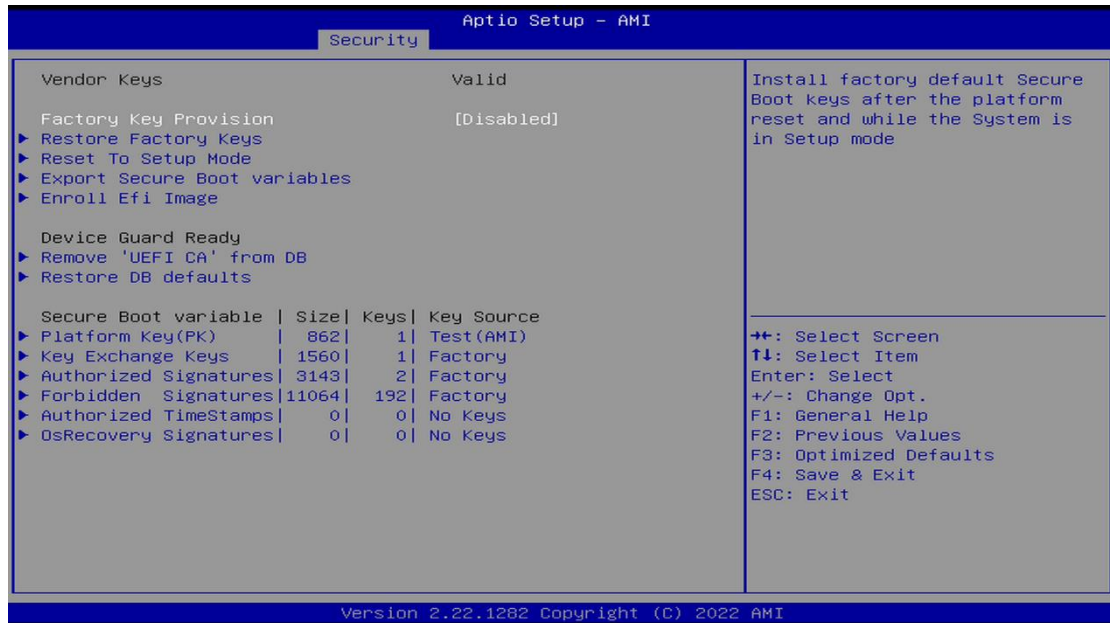 Aptio Setup - AMI
Security
Vendor Keys Valid
Factory Key Provision [Disabled]
▶ Restore Factory Keys
▶ Reset To Setup Mode
▶ Export Secure Boot variables
▶ Enroll Efi Image
Device Guard Ready
▶ Remove 'UEFI CA' from DB
▶ Restore DB defaults
Secure Boot variable | Size| Keys| Key Source
▶ Platform Key(PK) | 862| 1| Test(AMI)
▶ Key Exchange Keys | 1560| 1| Factory
▶ Authorized Signatures| 3143| 2| Factory
▶ Forbidden Signatures|11064| 192| Factory
▶ Authorized TimeStamps| 0| 0| No Keys
▶ OsRecovery Signatures| 0| 0| No Keys
Install factory default Secure
Boot Keys after the platform
reset and while the System is
in Setup mode
→←: Select Screen
↑↓: Select Item
Enter: Select
+/-: Change Opt.
F1: General Help
F2: Previous Values
F3: Optimized Defaults
F4: Save & Exit
ESC: Exit
Version 2.22.1282 Copyright (C) 2022 AMI